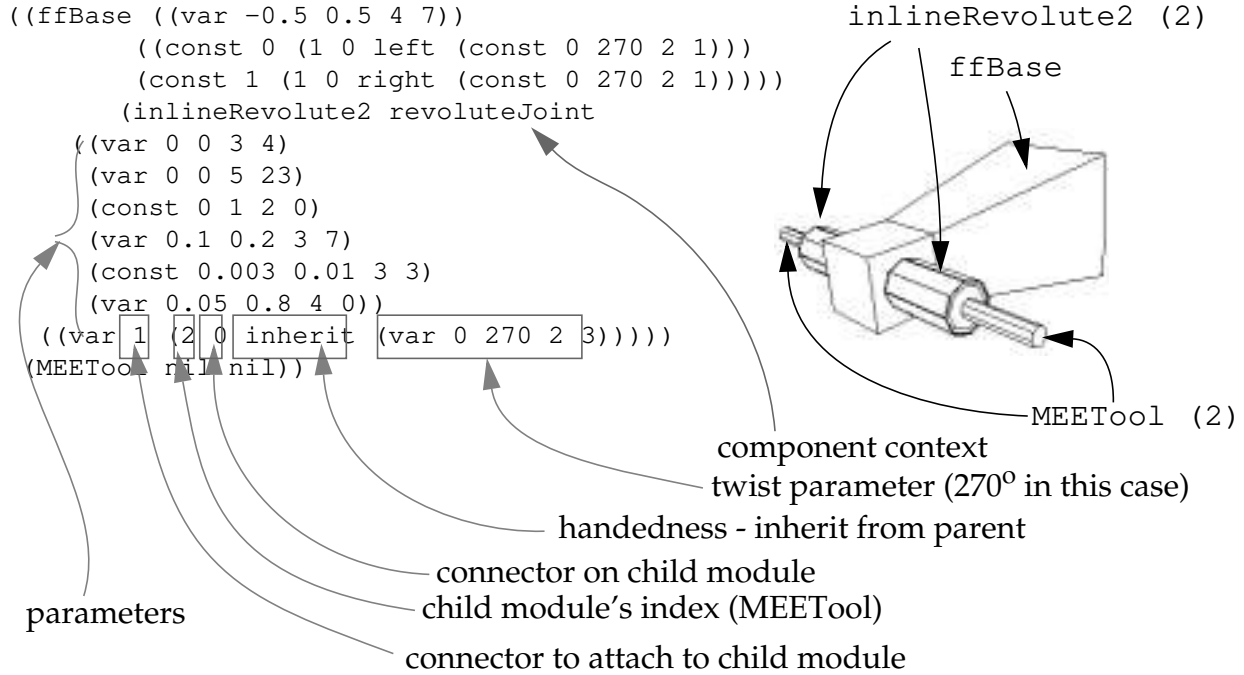 ((ffBase ((var −0.5 0.5 4 7))
((const 0 (1 0 left (const 0 270 2 1)))
(const 1 (1 0 right (const 0 270 2 1)))))
(inlineRevolute2 revoluteJoint
((var 0 0 3 4)
(var 0 0 5 23)
(const 0 1 2 0)
(var 0.1 0.2 3 7)
(const 0.003 0.01 3 3)
(var 0.05 0.8 4 0))
((var 1 (2 0 inherit (var 0 270 2 3)))))
(MEETool nil nil))
inlineRevolute2 (2)
ffBase
MEETool (2)
component context
twist parameter (270º in this case)
handedness - inherit from parent
connector on child module
child module’s index (MEETool)
parameters
connector to attach to child module